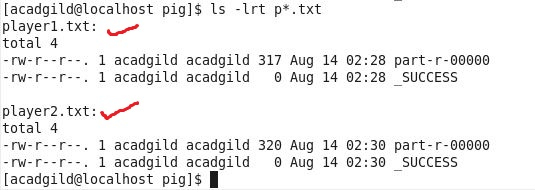 [acadgild@localhost pig]$ ls -lrt p*.txt
player1.txt:
total 4
-rw-r--r--. 1 acadgild acadgild 317 Aug 14 02:28 part-r-00000
-rw-r--r--. 1 acadgild acadgild   0 Aug 14 02:28 _SUCCESS

player2.txt:
total 4
-rw-r--r--. 1 acadgild acadgild 320 Aug 14 02:30 part-r-00000
-rw-r--r--. 1 acadgild acadgild   0 Aug 14 02:30 _SUCCESS
[acadgild@localhost pig]$